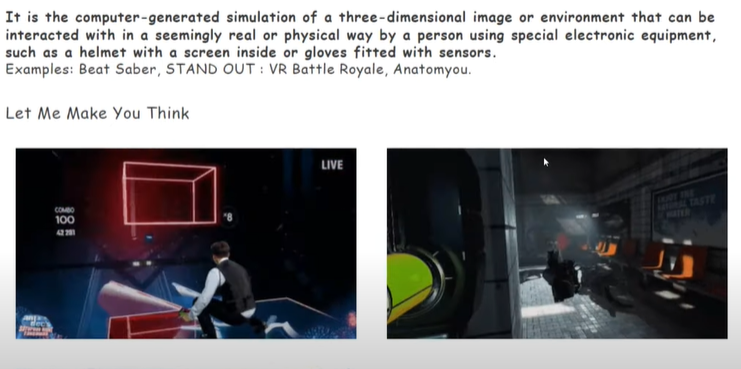 It is the computer-generated simulation of a three-dimensional image or environment that can be
interacted with in a seemingly real or physical way by a person using special electronic equipment,
such as a helmet with a screen inside or gloves fitted with sensors.
Examples: Beat Saber, STAND OUT : VR Battle Royale, Anatomyou.
Let Me Make You Think
LIVE
COMBO
100
x8
TASTE
WATER